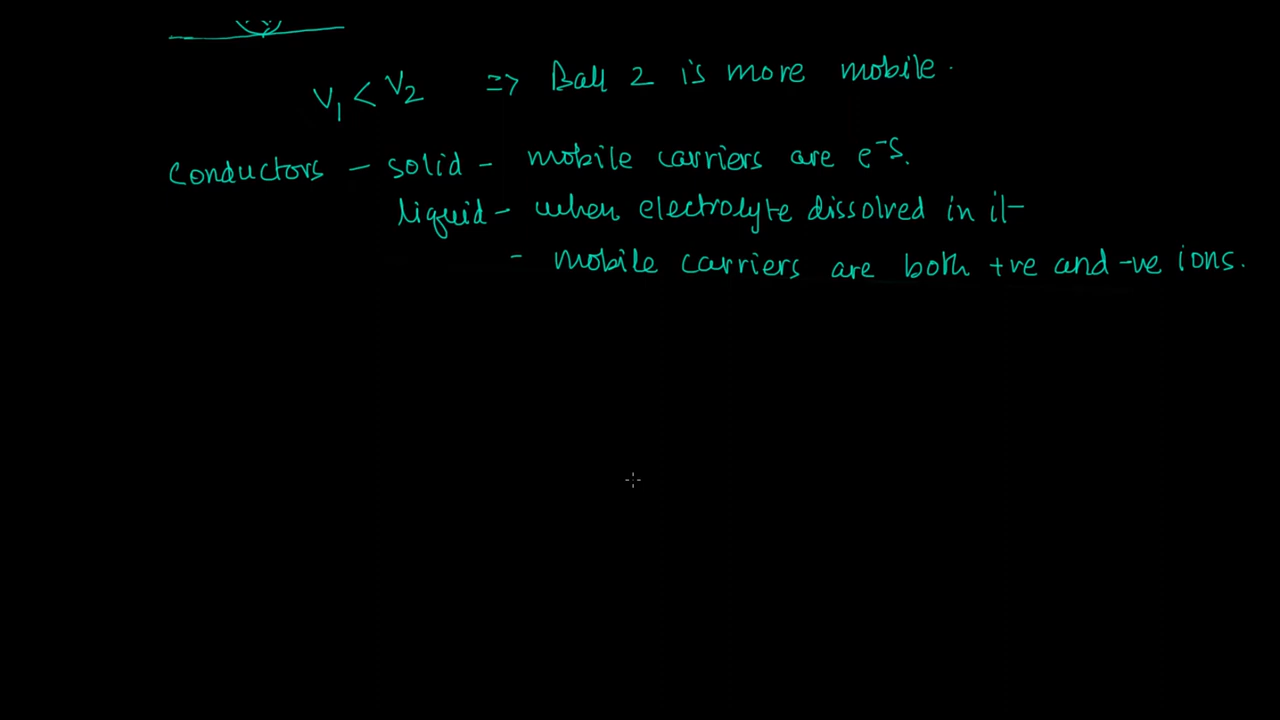 V₁ < V₂ => Ball 2 is more mobile.
Conductors - solid - mobile carriers are e⁻s.
liquid - when electrolyte dissolved in it
- mobile carriers are both +ve and -ve ions.